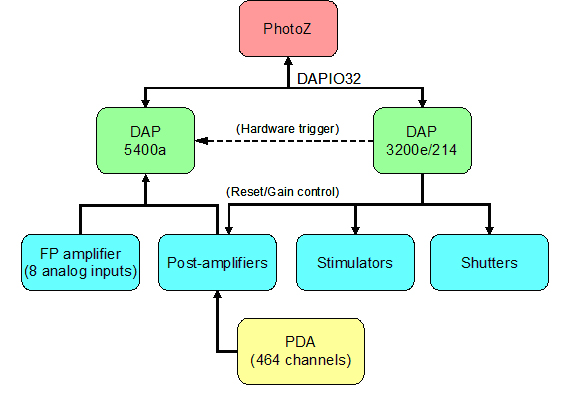 PhotoZ
DAPIO32
DAP
5400a
(Hardware trigger)
DAP
3200e/214
(Reset/Gain control)
FP amplifier
(8 analog inputs)
Post-amplifiers
Stimulators
Shutters
PDA
(464 channels)